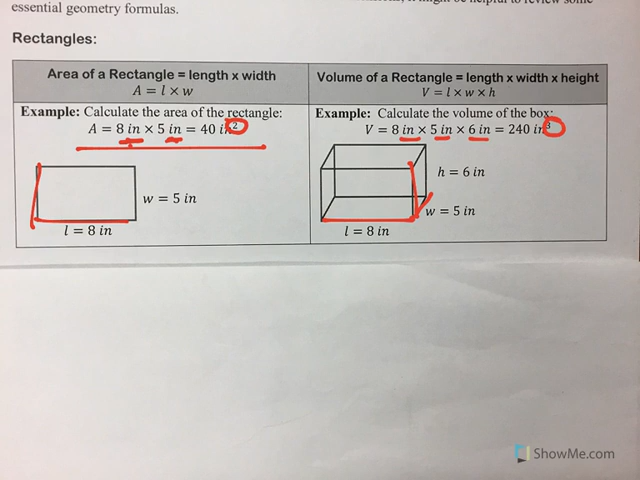 essential geometry formulas.
Rectangles:
Area of a Rectangle = length x width
A = l × w
Example: Calculate the area of the rectangle:
A = 8 in × 5 in = 40 in²
w = 5 in
l = 8 in
Volume of a Rectangle = length x width x height
V = l × w × h
Example: Calculate the volume of the box:
V = 8 in × 5 in × 6 in = 240 in³
h = 6 in
w = 5 in
l = 8 in
ShowMe.com